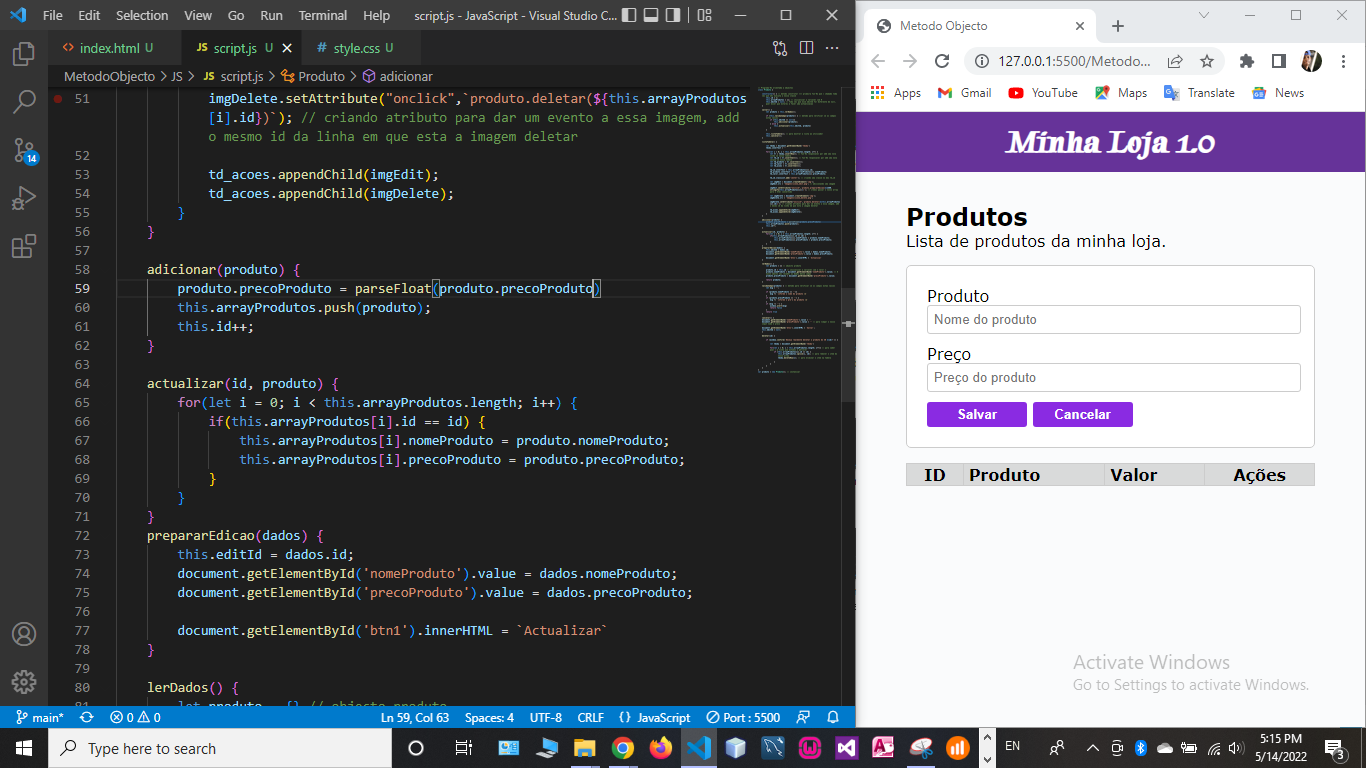 File Edit Selection View Go Run Terminal Help script.js - JavaScript - Visual Studio C...
index.html U JS script.js U # style.css U
MetodoObjecto > JS > JS script.js > Produto > adicionar
51 imgDelete.setAttribute("onclick",`produto.deletar(${this.arrayProdutos
[i].id})`); // criando atributo para dar um evento a essa imagem, add
o mesmo id da linha em que esta a imagem deletar
52
53 td_acoes.appendChild(imgEdit);
54 td_acoes.appendChild(imgDelete);
55 }
56 }
57
58 adicionar(produto) {
59 produto.precoProduto = parseFloat(produto.precoProduto)
60 this.arrayProdutos.push(produto);
61 this.id++;
62 }
63
64 actualizar(id, produto) {
65 for(let i = 0; i < this.arrayProdutos.length; i++) {
66 if(this.arrayProdutos[i].id == id) {
67 this.arrayProdutos[i].nomeProduto = produto.nomeProduto;
68 this.arrayProdutos[i].precoProduto = produto.precoProduto;
69 }
70 }
71 }
72 prepararEdicao(dados) {
73 this.editId = dados.id;
74 document.getElementById('nomeProduto').value = dados.nomeProduto;
75 document.getElementById('precoProduto').value = dados.precoProduto;
76
77 document.getElementById('btn1').innerHTML = `Actualizar`
78 }
79
80 lerDados() {
14
main* 0 0 Ln 59, Col 63 Spaces: 4 UTF-8 CRLF {} JavaScript Port : 5500
Metodo Objecto
127.0.0.1:5500/Metodo...
Apps Gmail YouTube Maps Translate News
Minha Loja 1.0
Produtos
Lista de produtos da minha loja.
Produto
Nome do produto
Preço
Preço do produto
Salvar Cancelar
ID Produto Valor Ações
Activate Windows
Go to Settings to activate Windows.
Type here to search
EN
5:15 PM
5/14/2022
3